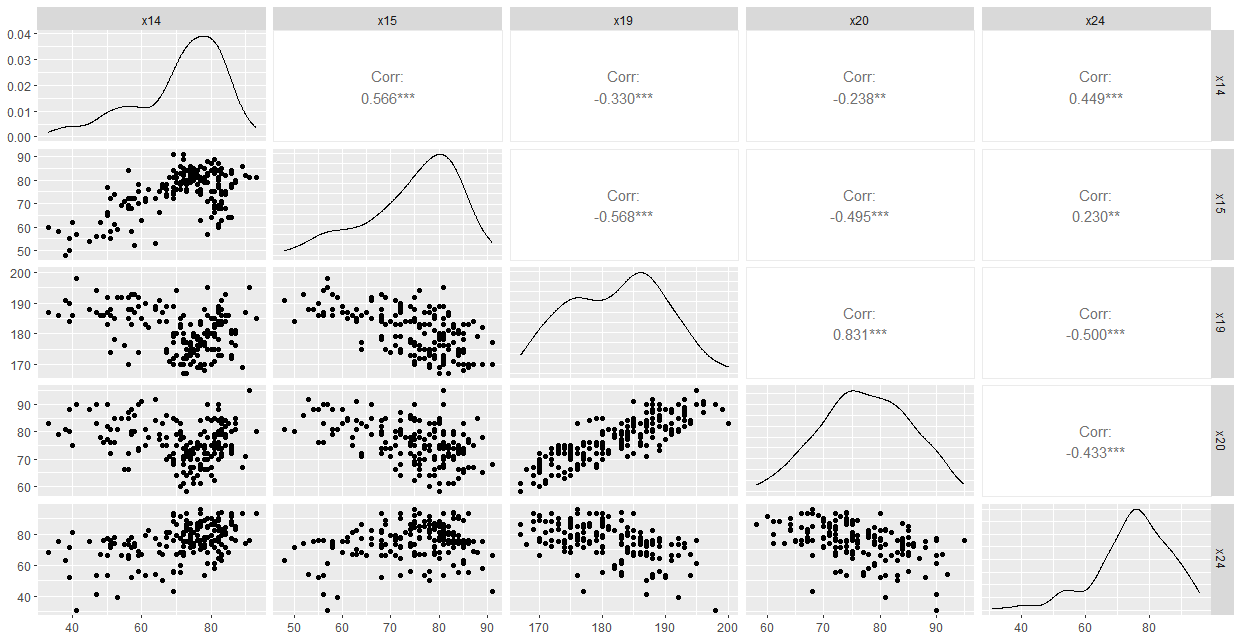 x14 x15 x19 x20 x24
0.04
0.03
0.02
0.01
0.00
Corr:
0.566***
Corr:
-0.330***
Corr:
-0.238**
Corr:
0.449***
x14
90
80
70
60
50
Corr:
-0.568***
Corr:
-0.495***
Corr:
0.230**
x15
200
190
180
170
Corr:
0.831***
Corr:
-0.500***
x19
90
80
70
60
Corr:
-0.433***
x20
80
60
40
x24
40 60 80 50 60 70 80 90 170 180 190 200 60 70 80 90 40 60 80